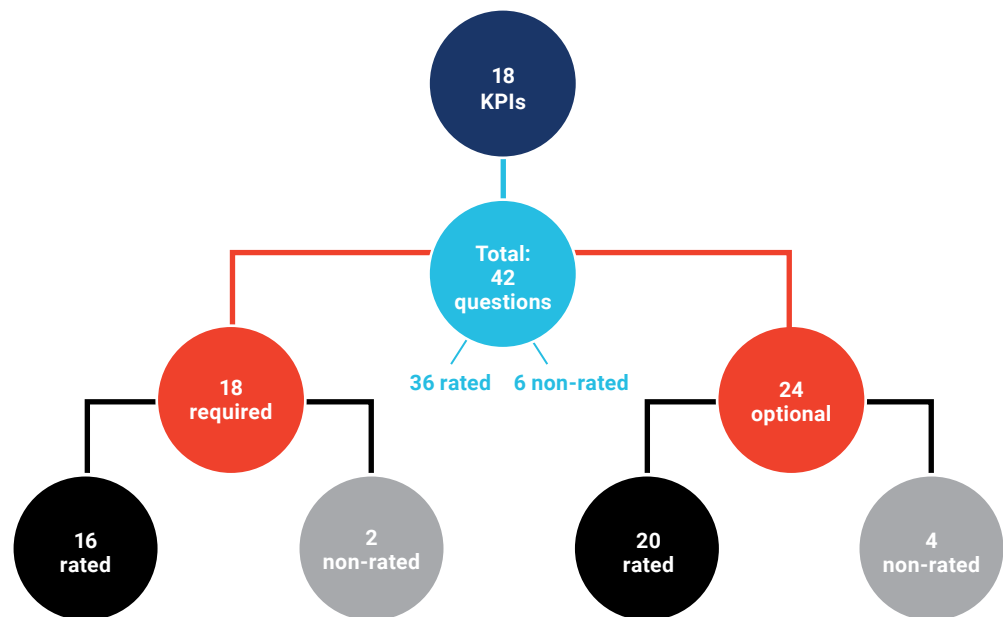 18
KPIs
Total:
42
questions
36 rated
6 non-rated
18
required
24
optional
16
rated
2
non-rated
20
rated
4
non-rated